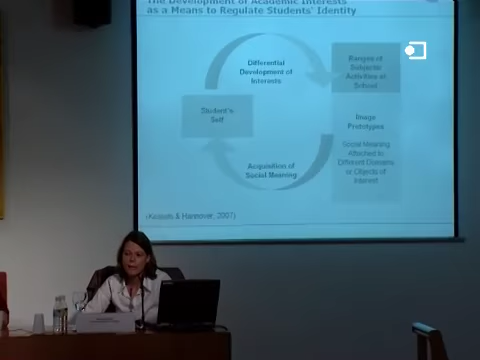 The Development of Academic Interests
as a Means to Regulate Students' Identity
Differential
Development of
Interests
Ranges of
Subjects/
Activities at
School
Student's
Self
Image
Prototypes
Social Meaning
Attached to
Different Domains
or Objects of
Interest
Acquisition of
Social Meaning
(Kessels & Hannover, 2007)